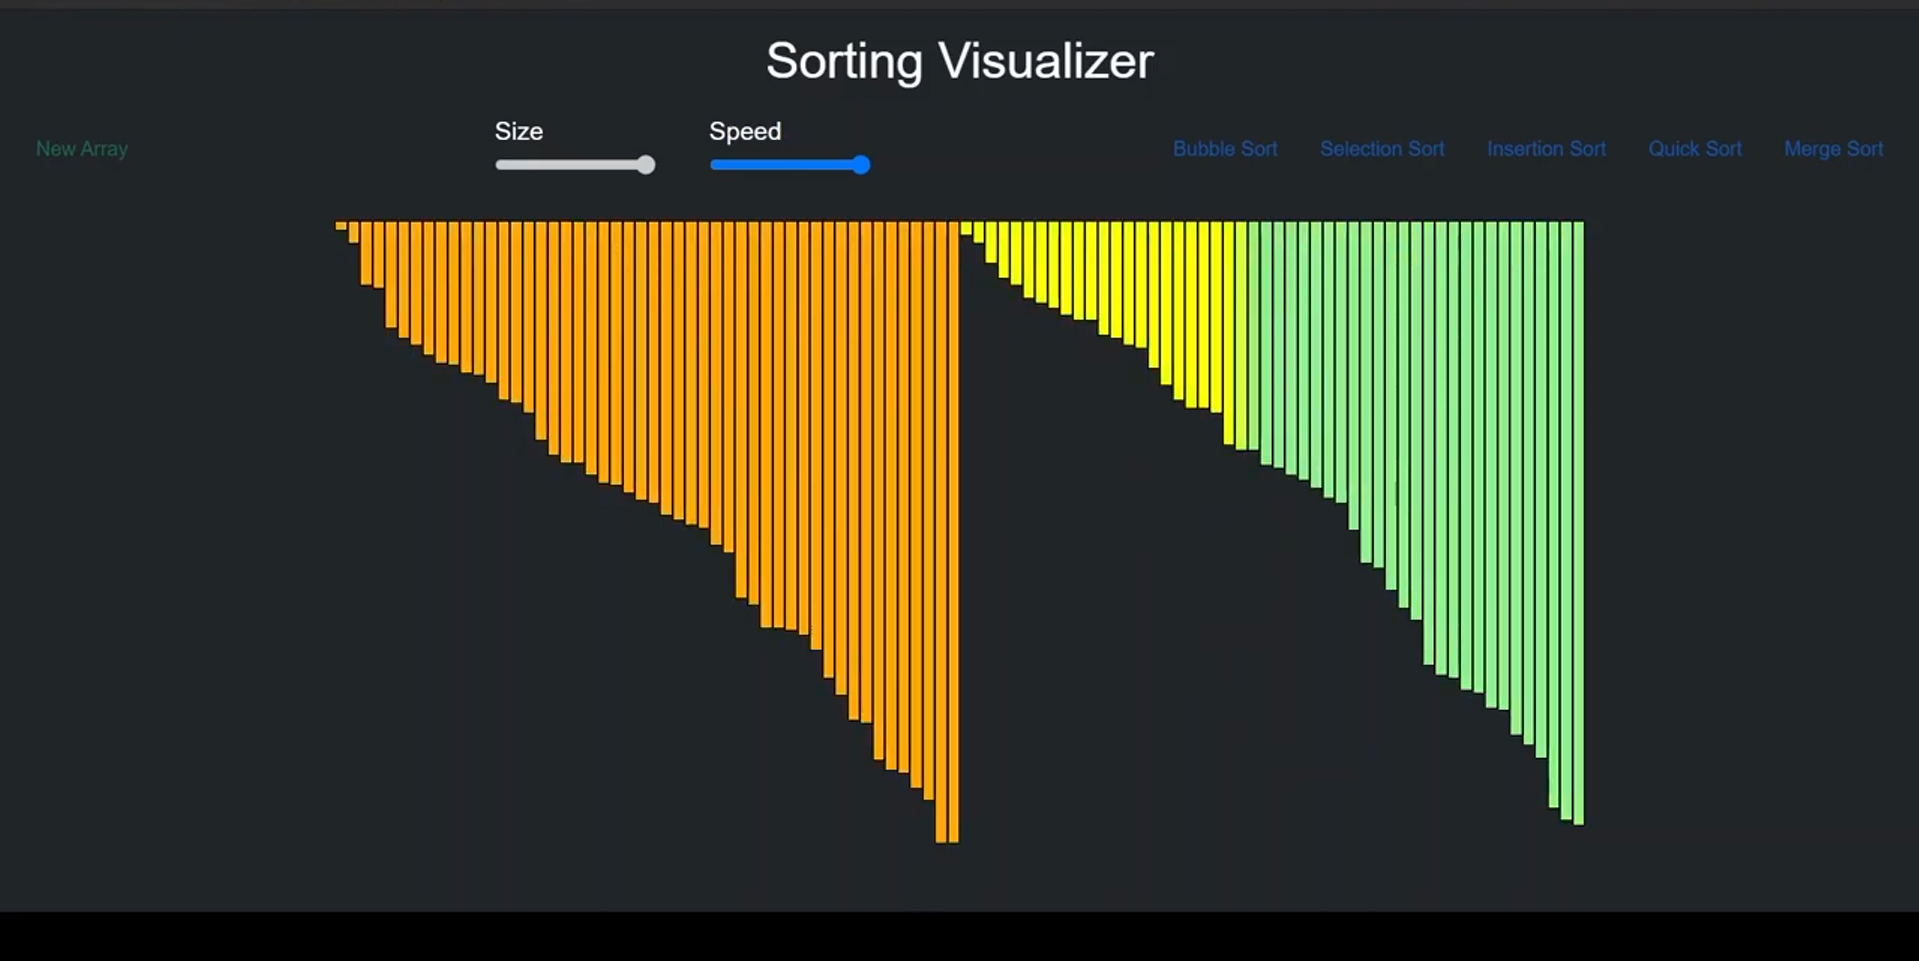 Sorting Visualizer
New Array
Size
Speed
Bubble Sort
Selection Sort
Insertion Sort
Quick Sort
Merge Sort